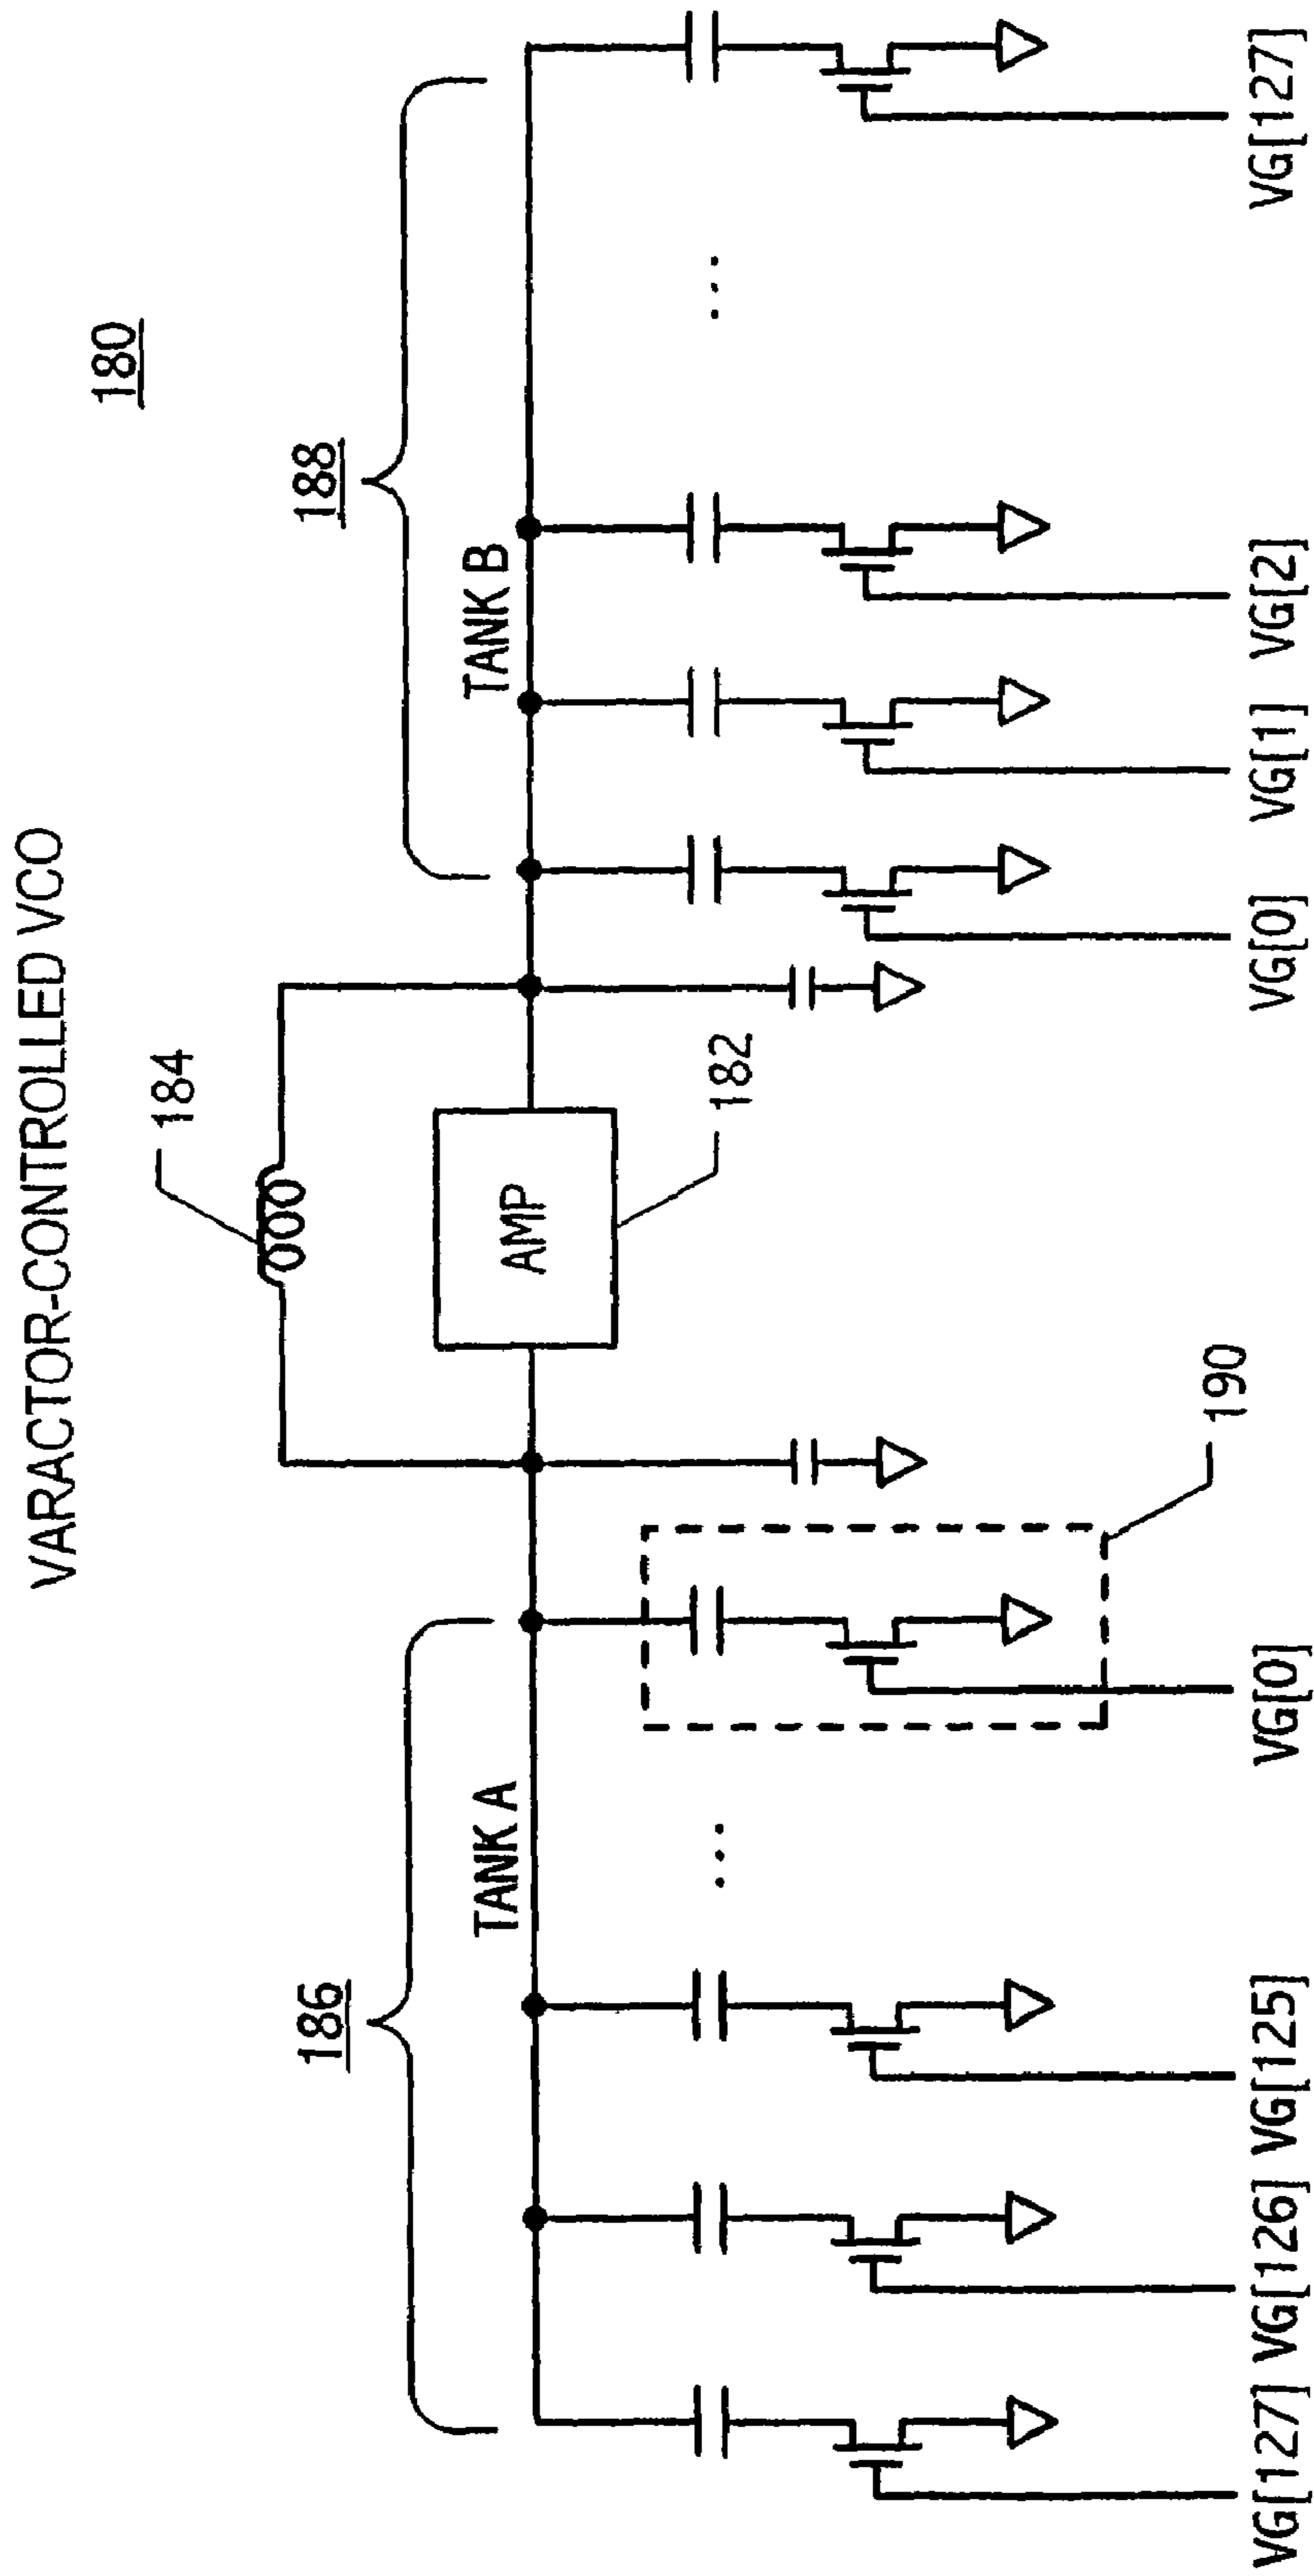 VARACTOR-CONTROLLED VCO
180
184
186
188
TANK A
TANK B
AMP
182
190
VG[127] VG[126] VG[125] VG[0] VG[0] VG[1] VG[2] VG[127]
...
...